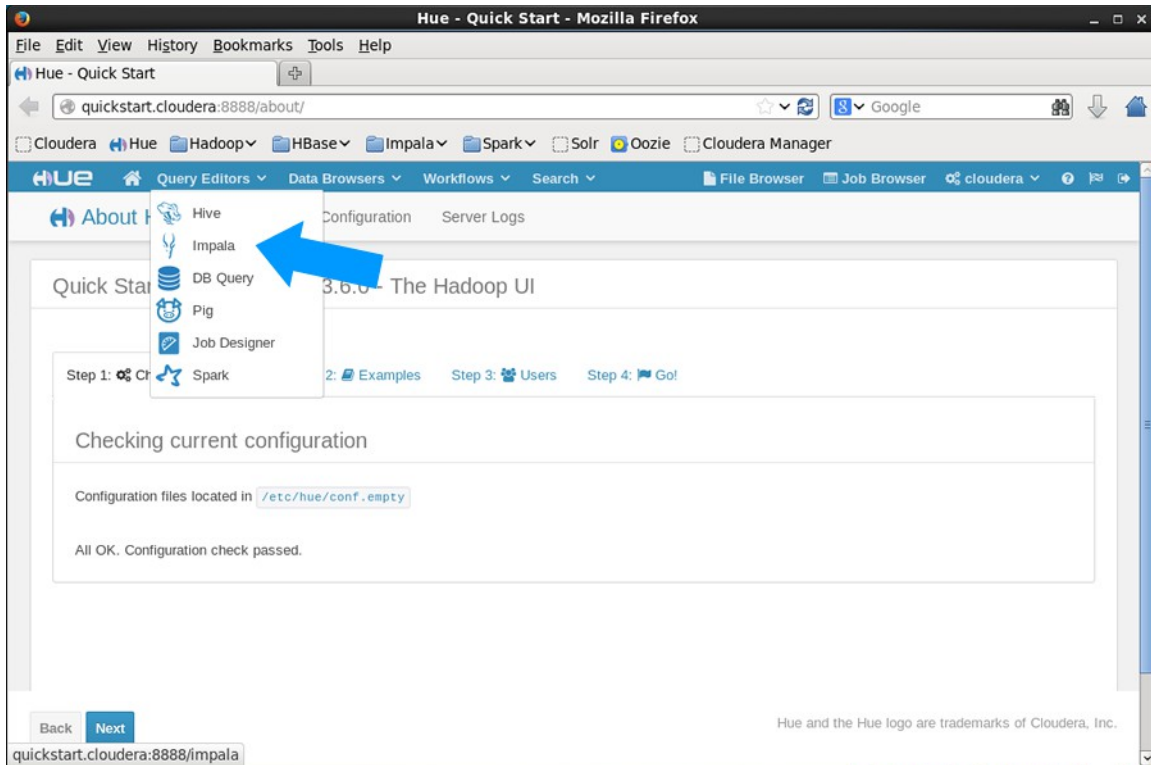 Hue - Quick Start - Mozilla Firefox
File Edit View History Bookmarks Tools Help
Hue - Quick Start
quickstart.cloudera:8888/about/ Google
Cloudera Hue Hadoop HBase Impala Spark Solr Oozie Cloudera Manager
HUE Query Editors Data Browsers Workflows Search File Browser Job Browser cloudera
About H Configuration Server Logs
Hive
Impala
DB Query
Pig
Job Designer
Spark
Quick Star 3.6.0 - The Hadoop UI
Step 1: Ch 2: Examples Step 3: Users Step 4: Go!
Checking current configuration
Configuration files located in /etc/hue/conf.empty
All OK. Configuration check passed.
Back Next
Hue and the Hue logo are trademarks of Cloudera, Inc.
quickstart.cloudera:8888/impala